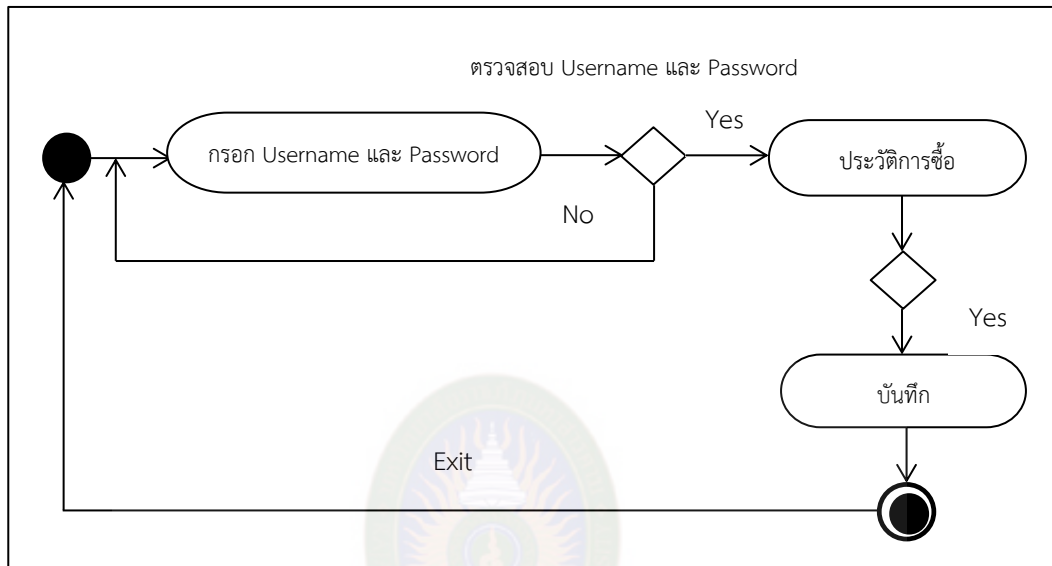 ตรวจสอบ Username และ Password
Yes
กรอก Username และ Password
ประวัติการซื้อ
No
Yes
บันทึก
Exit